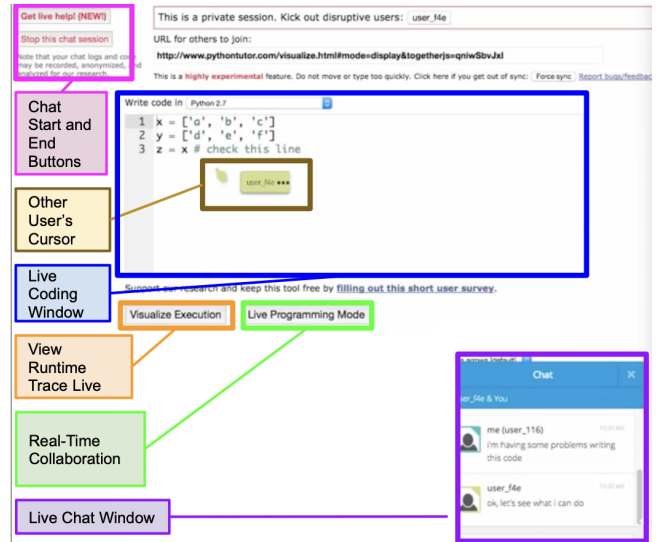 Get live help! (NEW!)
Stop this chat session
Note that your chat logs and code
may be recorded, anonymized, and
analyzed for our research.
This is a private session. Kick out disruptive users: user_f4e
URL for others to join:
http://www.pythontutor.com/visualize.html#mode=display&togetherjs=qniwSbvJxl
This is a highly experimental feature. Do not move or type too quickly. Click here if you get out of sync: Force sync Report bugs/feedbac
Chat
Start and
End
Buttons
Write code in Python 2.7
1 x = ['a', 'b', 'c']
2 y = ['d', 'e', 'f']
3 z = x # check this line
user_f4e •••
Other
User's
Cursor
Live
Coding
Window
Support our research and keep this tool free by filling out this short user survey.
Visualize Execution
Live Programming Mode
View
Runtime
Trace Live
Real-Time
Collaboration
Live Chat Window
arrows [default]
Chat ×
user_f4e & You
me (user_116) 10:37 AM
i'm having some problems writing
this code
user_f4e 10:37 AM
ok, let's see what i can do